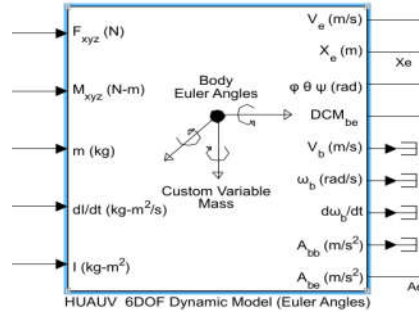 F_xyz (N)
M_xyz (N-m)
m (kg)
dI/dt (kg-m²/s)
I (kg-m²)
Body
Euler Angles
Custom Variable
Mass
V_e (m/s)
X_e (m)
φ θ ψ (rad)
DCM_be
V_b (m/s)
ω_b (rad/s)
dω_b/dt
A_bb (m/s²)
A_be (m/s²)
Xe
HUAUV 6DOF Dynamic Model (Euler Angles)